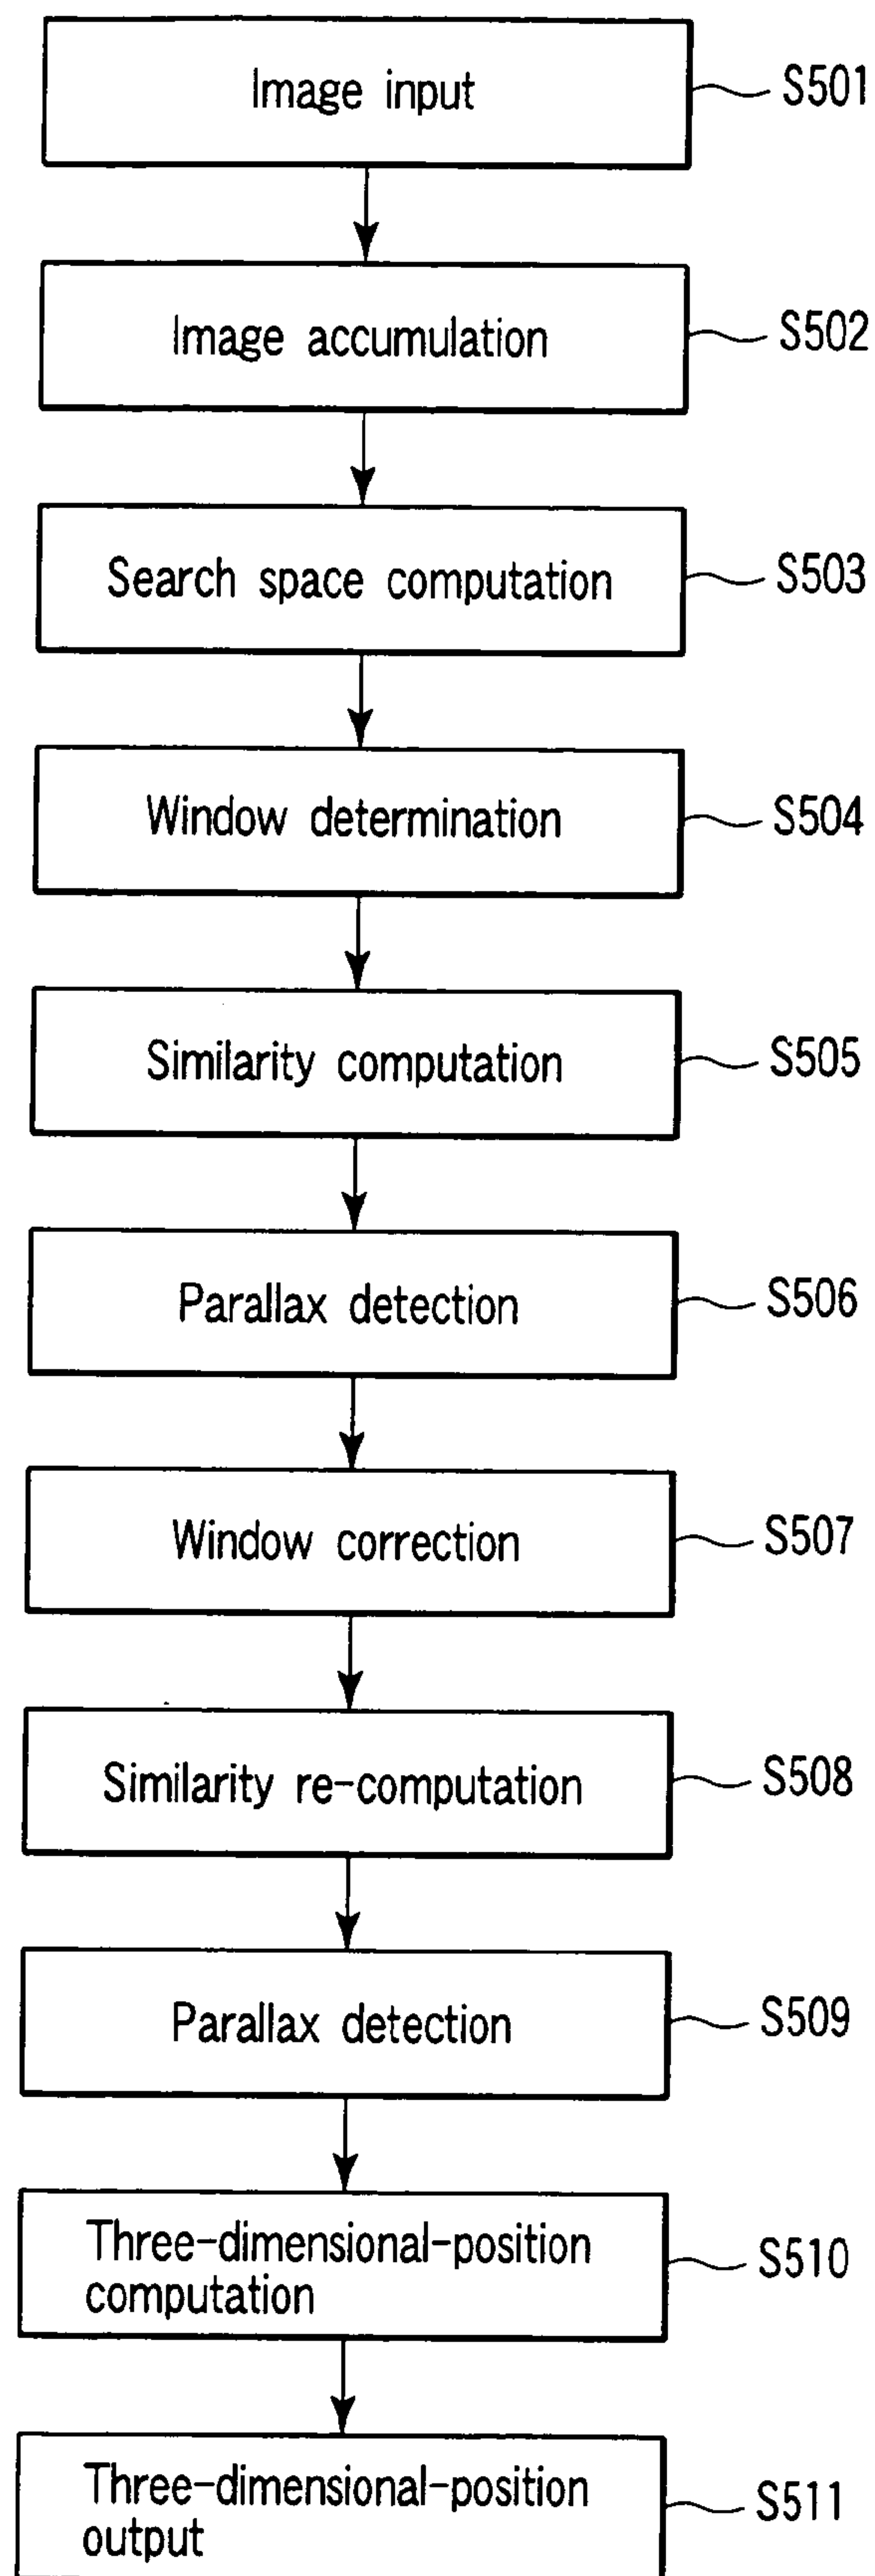 Image input
S501
Image accumulation
S502
Search space computation
S503
Window determination
S504
Similarity computation
S505
Parallax detection
S506
Window correction
S507
Similarity re-computation
S508
Parallax detection
S509
Three-dimensional-position
computation
S510
Three-dimensional-position
output
S511